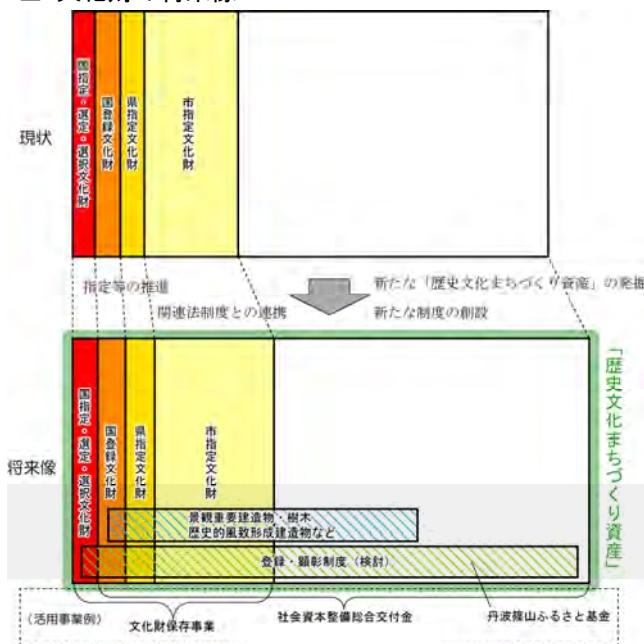 現状
国指定・選定・選択文化財
国登録文化財
県指定文化財
市指定文化財
指定等の推進
関連法制度との連携
新たな「歴史文化まちづくり資産」の発掘
新たな制度の創設
将来像
国指定・選定・選択文化財
国登録文化財
県指定文化財
市指定文化財
景観重要建造物・樹木
歴史的風致形成建造物など
登録・顕彰制度（検討）
「歴史文化まちづくり資産」
（活用事業例）
文化財保存事業
社会資本整備総合交付金
丹波篠山ふるさと基金